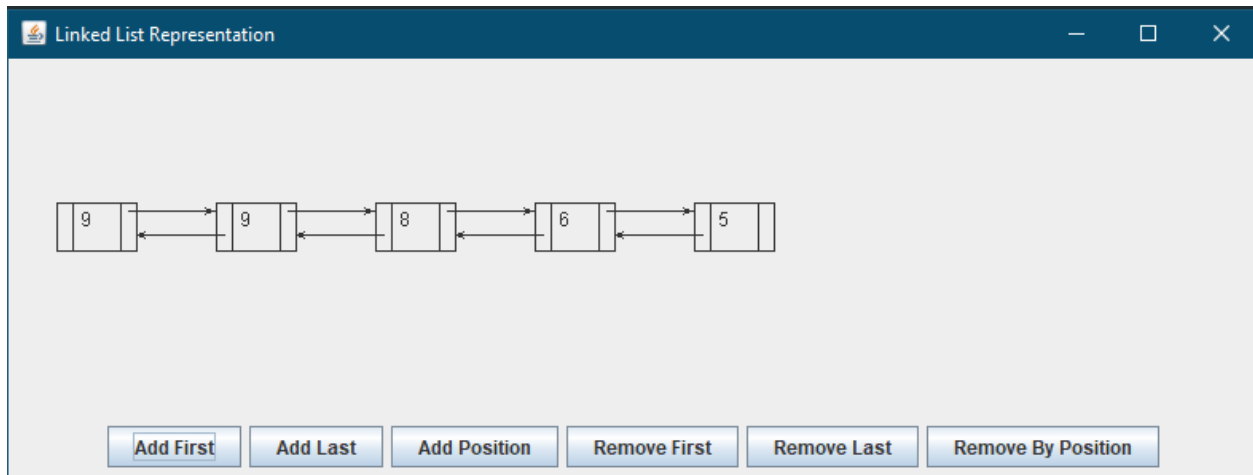 Linked List Representation
9 9 8 6 5
Add First Add Last Add Position Remove First Remove Last Remove By Position